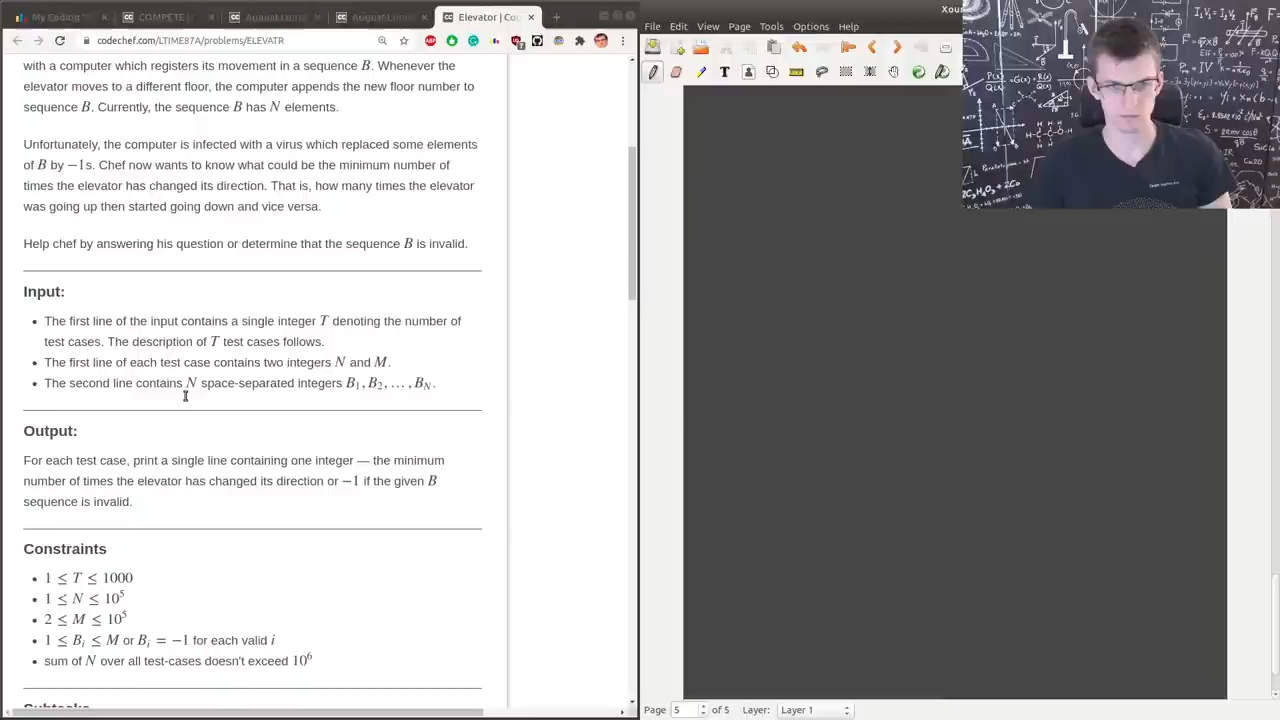 My Coding
COMPETE
August Lun
August Lun
Elevator | Co
codechef.com/LTIME87A/problems/ELEVATR
Xour
Edit View Page Tools Options Help
with a computer which registers its movement in a sequence B. Whenever the
elevator moves to a different floor, the computer appends the new floor number to
sequence B. Currently, the sequence B has N elements.
Unfortunately, the computer is infected with a virus which replaced some elements
of B by −1s. Chef now wants to know what could be the minimum number of
times the elevator has changed its direction. That is, how many times the elevator
was going up then started going down and vice versa.
Help chef by answering his question or determine that the sequence B is invalid.
Input:
• The first line of the input contains a single integer T denoting the number of
test cases. The description of T test cases follows.
• The first line of each test case contains two integers N and M.
• The second line contains N space-separated integers B1, B2, …, BN.
Output:
For each test case, print a single line containing one integer — the minimum
number of times the elevator has changed its direction or −1 if the given B
sequence is invalid.
Constraints
• 1 ≤ T ≤ 1000
• 1 ≤ N ≤ 10^5
• 2 ≤ M ≤ 10^5
• 1 ≤ Bi ≤ M or Bi = −1 for each valid i
• sum of N over all test-cases doesn't exceed 10^6
Page 5 of 5 Layer: Layer 1